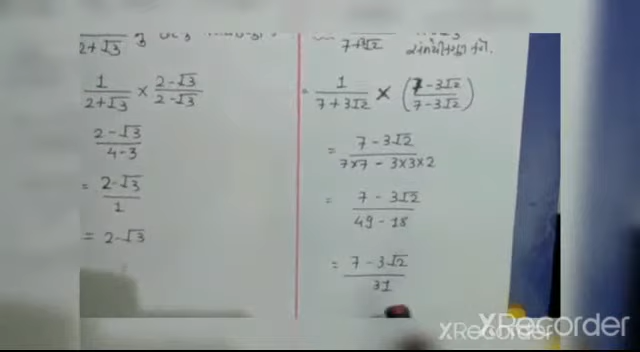 1/(2+√3)
1/(2+√3) × (2-√3)/(2-√3)
(2-√3)/(4-3)
= (2-√3)/1
= 2-√3
7+3√2
= 1/(7+3√2) × (7-3√2)/(7-3√2)
= (7-3√2)/(7×7-3×3×2)
= (7-3√2)/(49-18)
= (7-3√2)/31
XRecorder
XRecorder